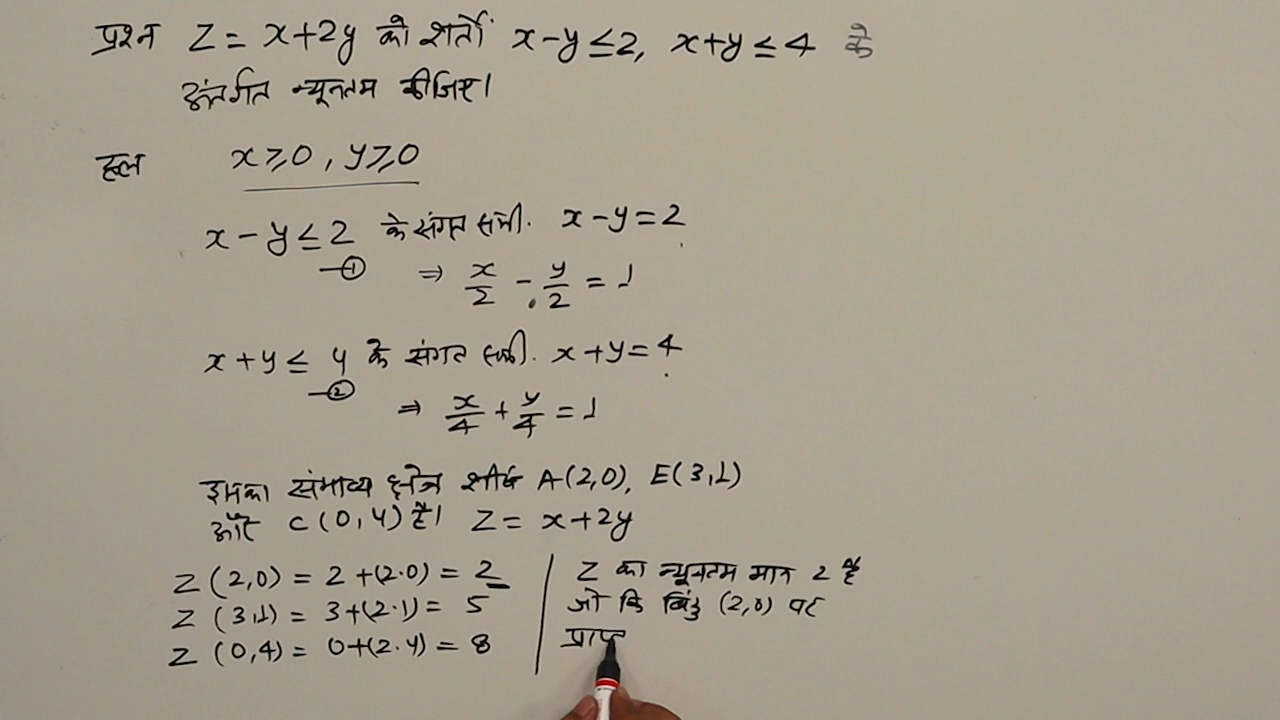 प्रश्न Z = x+2y को शर्तों x-y≤2, x+y≤4 के
अंतर्गत न्यूनतम कीजिए।
हल x≥0, y≥0
x-y≤2 के संगत समी. x-y=2
—① ⇒ x/2 - y/2 = 1
x+y≤ 4 के संगत समी. x+y=4
—② ⇒ x/4 + y/4 = 1
इसका संभाव्य क्षेत्र शीर्ष A(2,0), E(3,1)
और C(0,4) है। Z = x+2y
Z (2,0) = 2+(2·0) = 2
Z (3,1) = 3+(2·1) = 5
Z (0,4) = 0+(2·4) = 8
Z का न्यूनतम मान 2 है
जो कि बिंदु (2,0) पर
प्राप्त